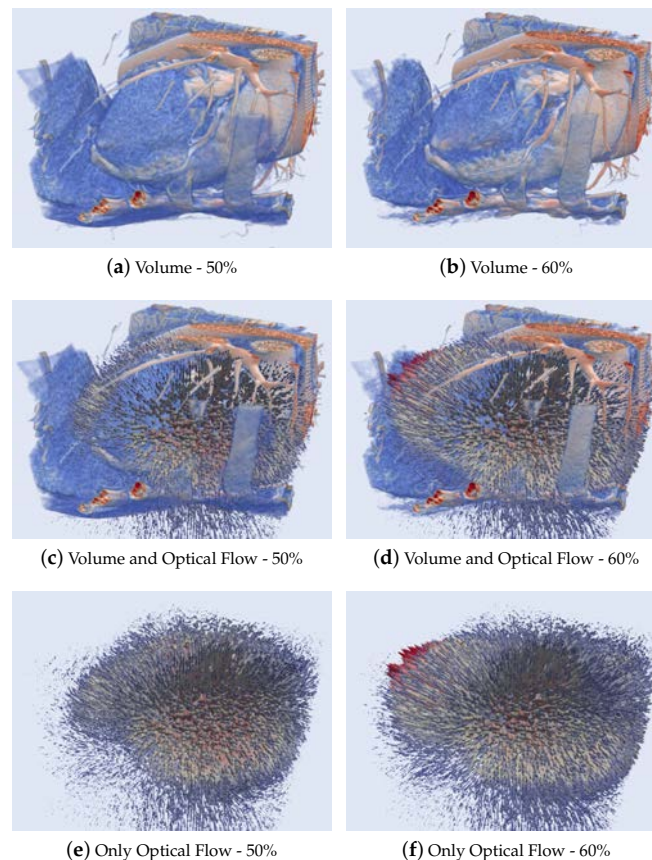 (a) Volume - 50%
(b) Volume - 60%
(c) Volume and Optical Flow - 50%
(d) Volume and Optical Flow - 60%
(e) Only Optical Flow - 50%
(f) Only Optical Flow - 60%